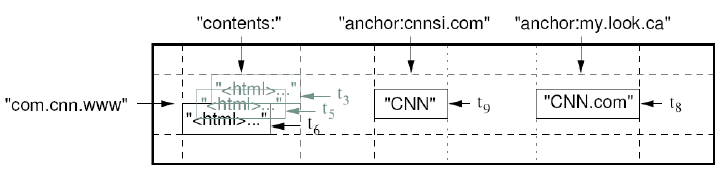 "contents:" "anchor:cnnsi.com" "anchor:my.look.ca"
"<html>..." t3
"com.cnn.www" "<html>..." t5 "CNN" t9 "CNN.com" t8
"<html>..." t6